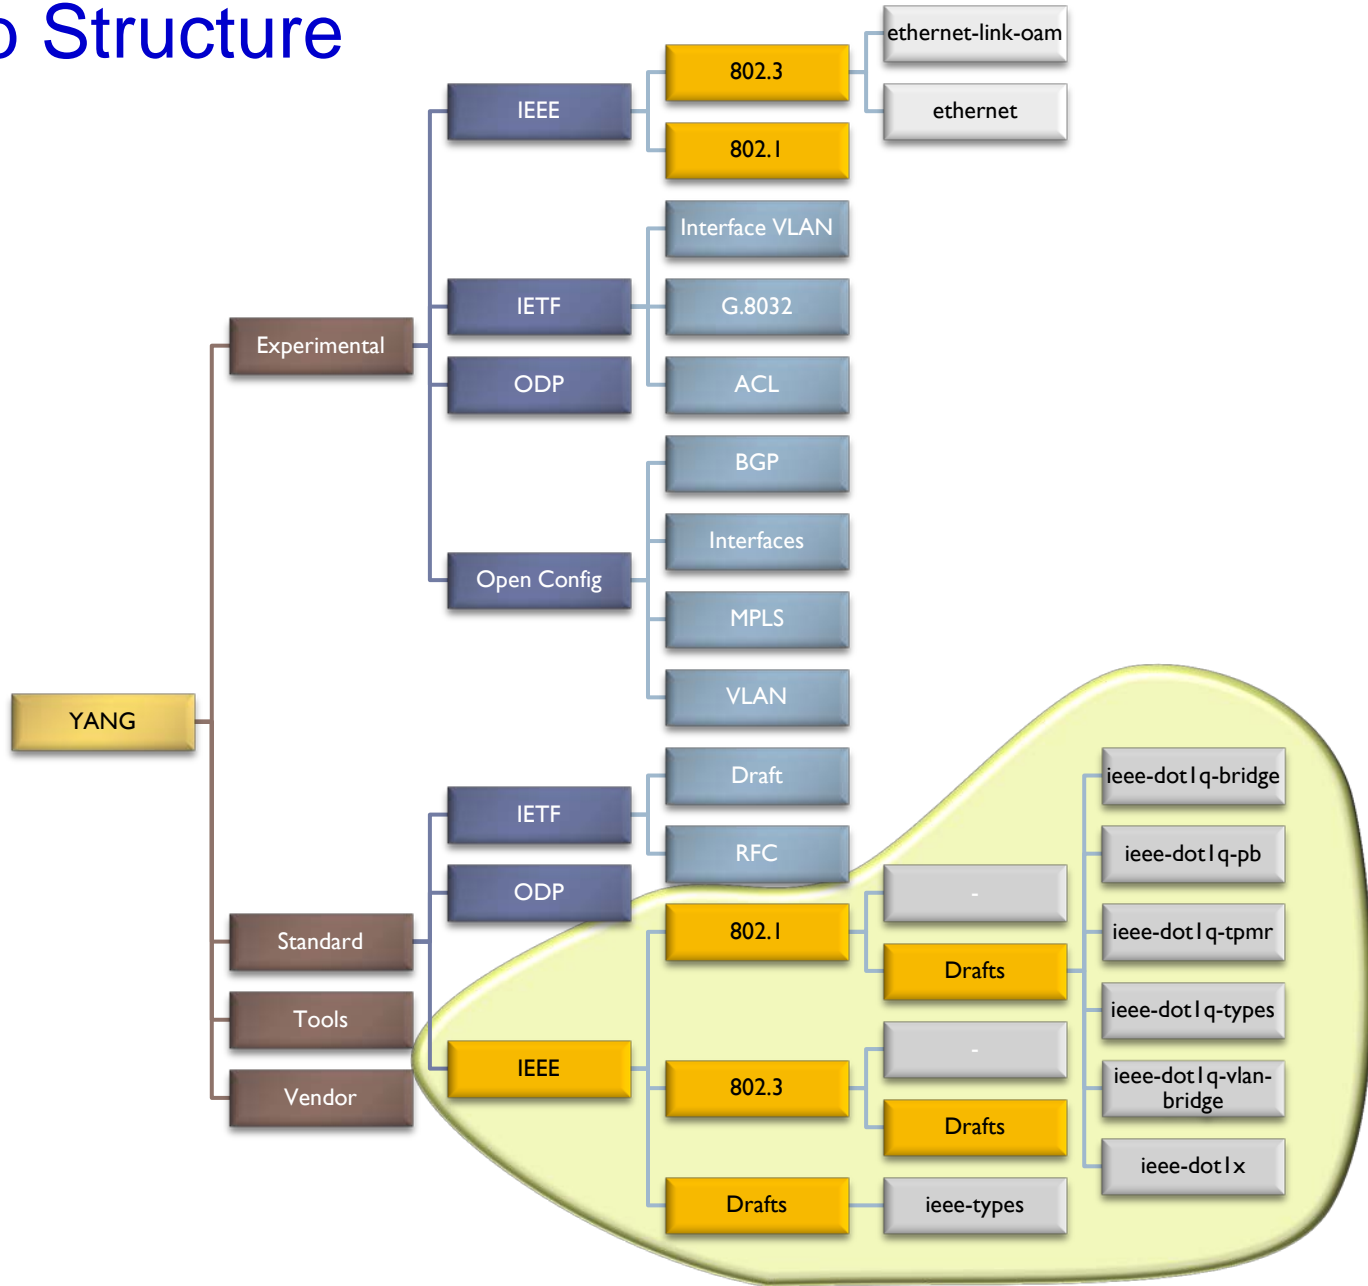 o Structure
ethernet-link-oam
802.3
IEEE
ethernet
802.1
Interface VLAN
IETF
G.8032
Experimental
ODP
ACL
BGP
Interfaces
Open Config
MPLS
VLAN
YANG
Draft
ieee-dot1q-bridge
IETF
RFC
ieee-dot1q-pb
ODP
-
802.1
ieee-dot1q-tpmr
Standard
Drafts
Tools
ieee-dot1q-types
-
IEEE
802.3
ieee-dot1q-vlan-
bridge
Vendor
Drafts
ieee-dot1x
Drafts
ieee-types